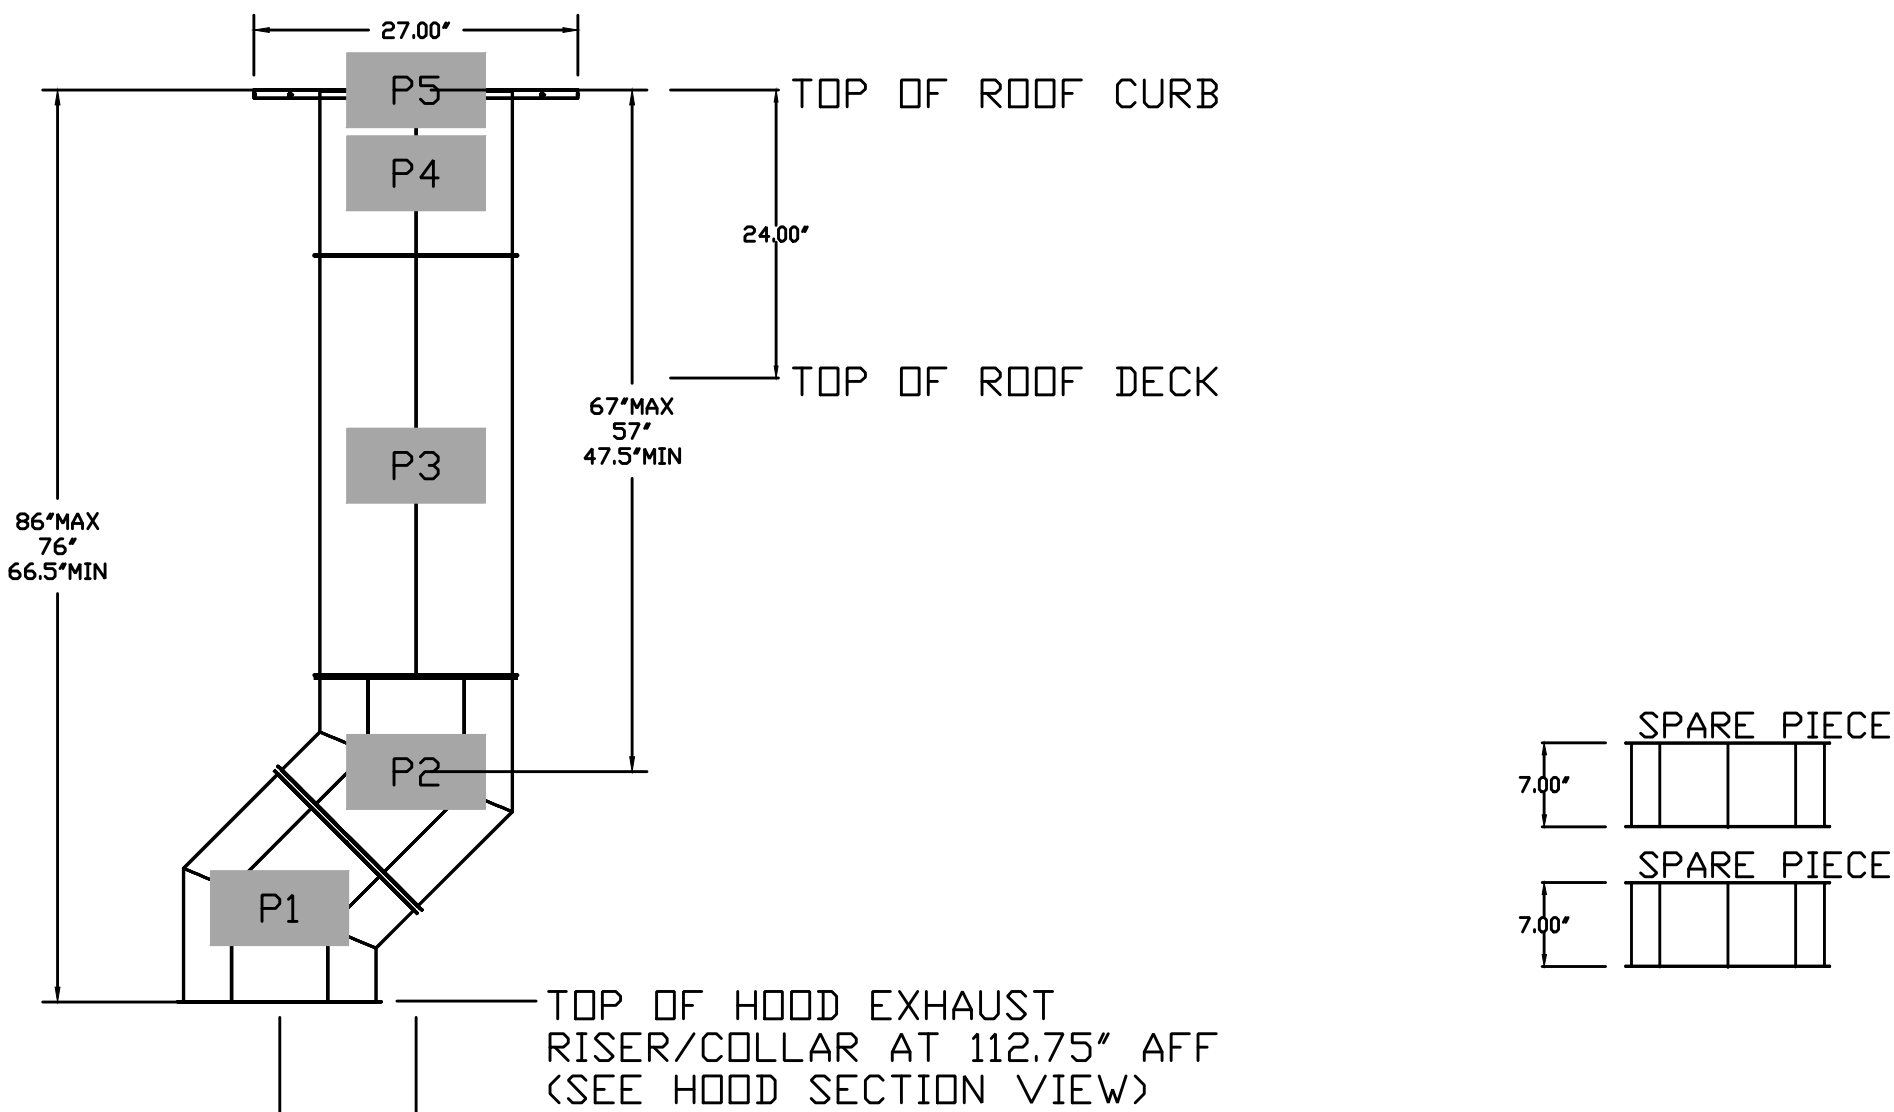 27.00"
P5
TOP OF ROOF CURB
P4
24.00"
TOP OF ROOF DECK
67"MAX
57"
47.5"MIN
P3
86"MAX
76"
66.5"MIN
SPARE PIECE
7.00"
P2
SPARE PIECE
7.00"
P1
TOP OF HOOD EXHAUST
RISER/COLLAR AT 112.75" AFF
(SEE HOOD SECTION VIEW)